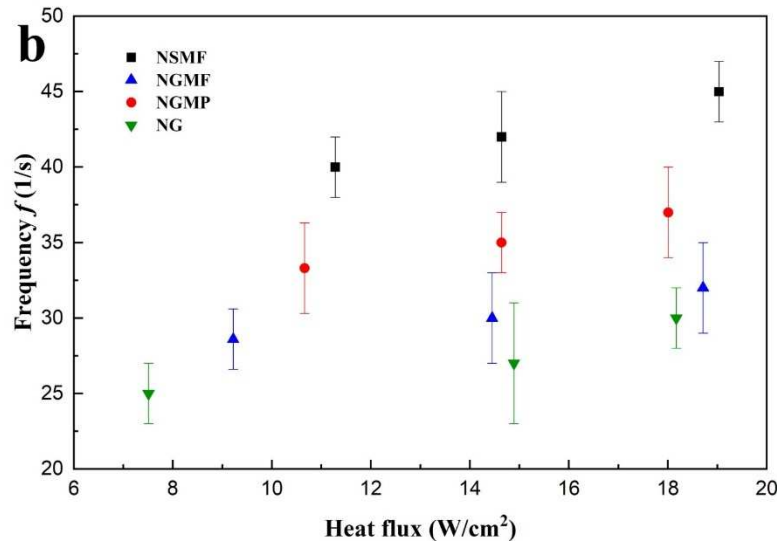 b
NSMF
NGMF
NGMP
NG
Frequency f (1/s)
50
45
40
35
30
25
20
6 8 10 12 14 16 18 20
Heat flux (W/cm²)